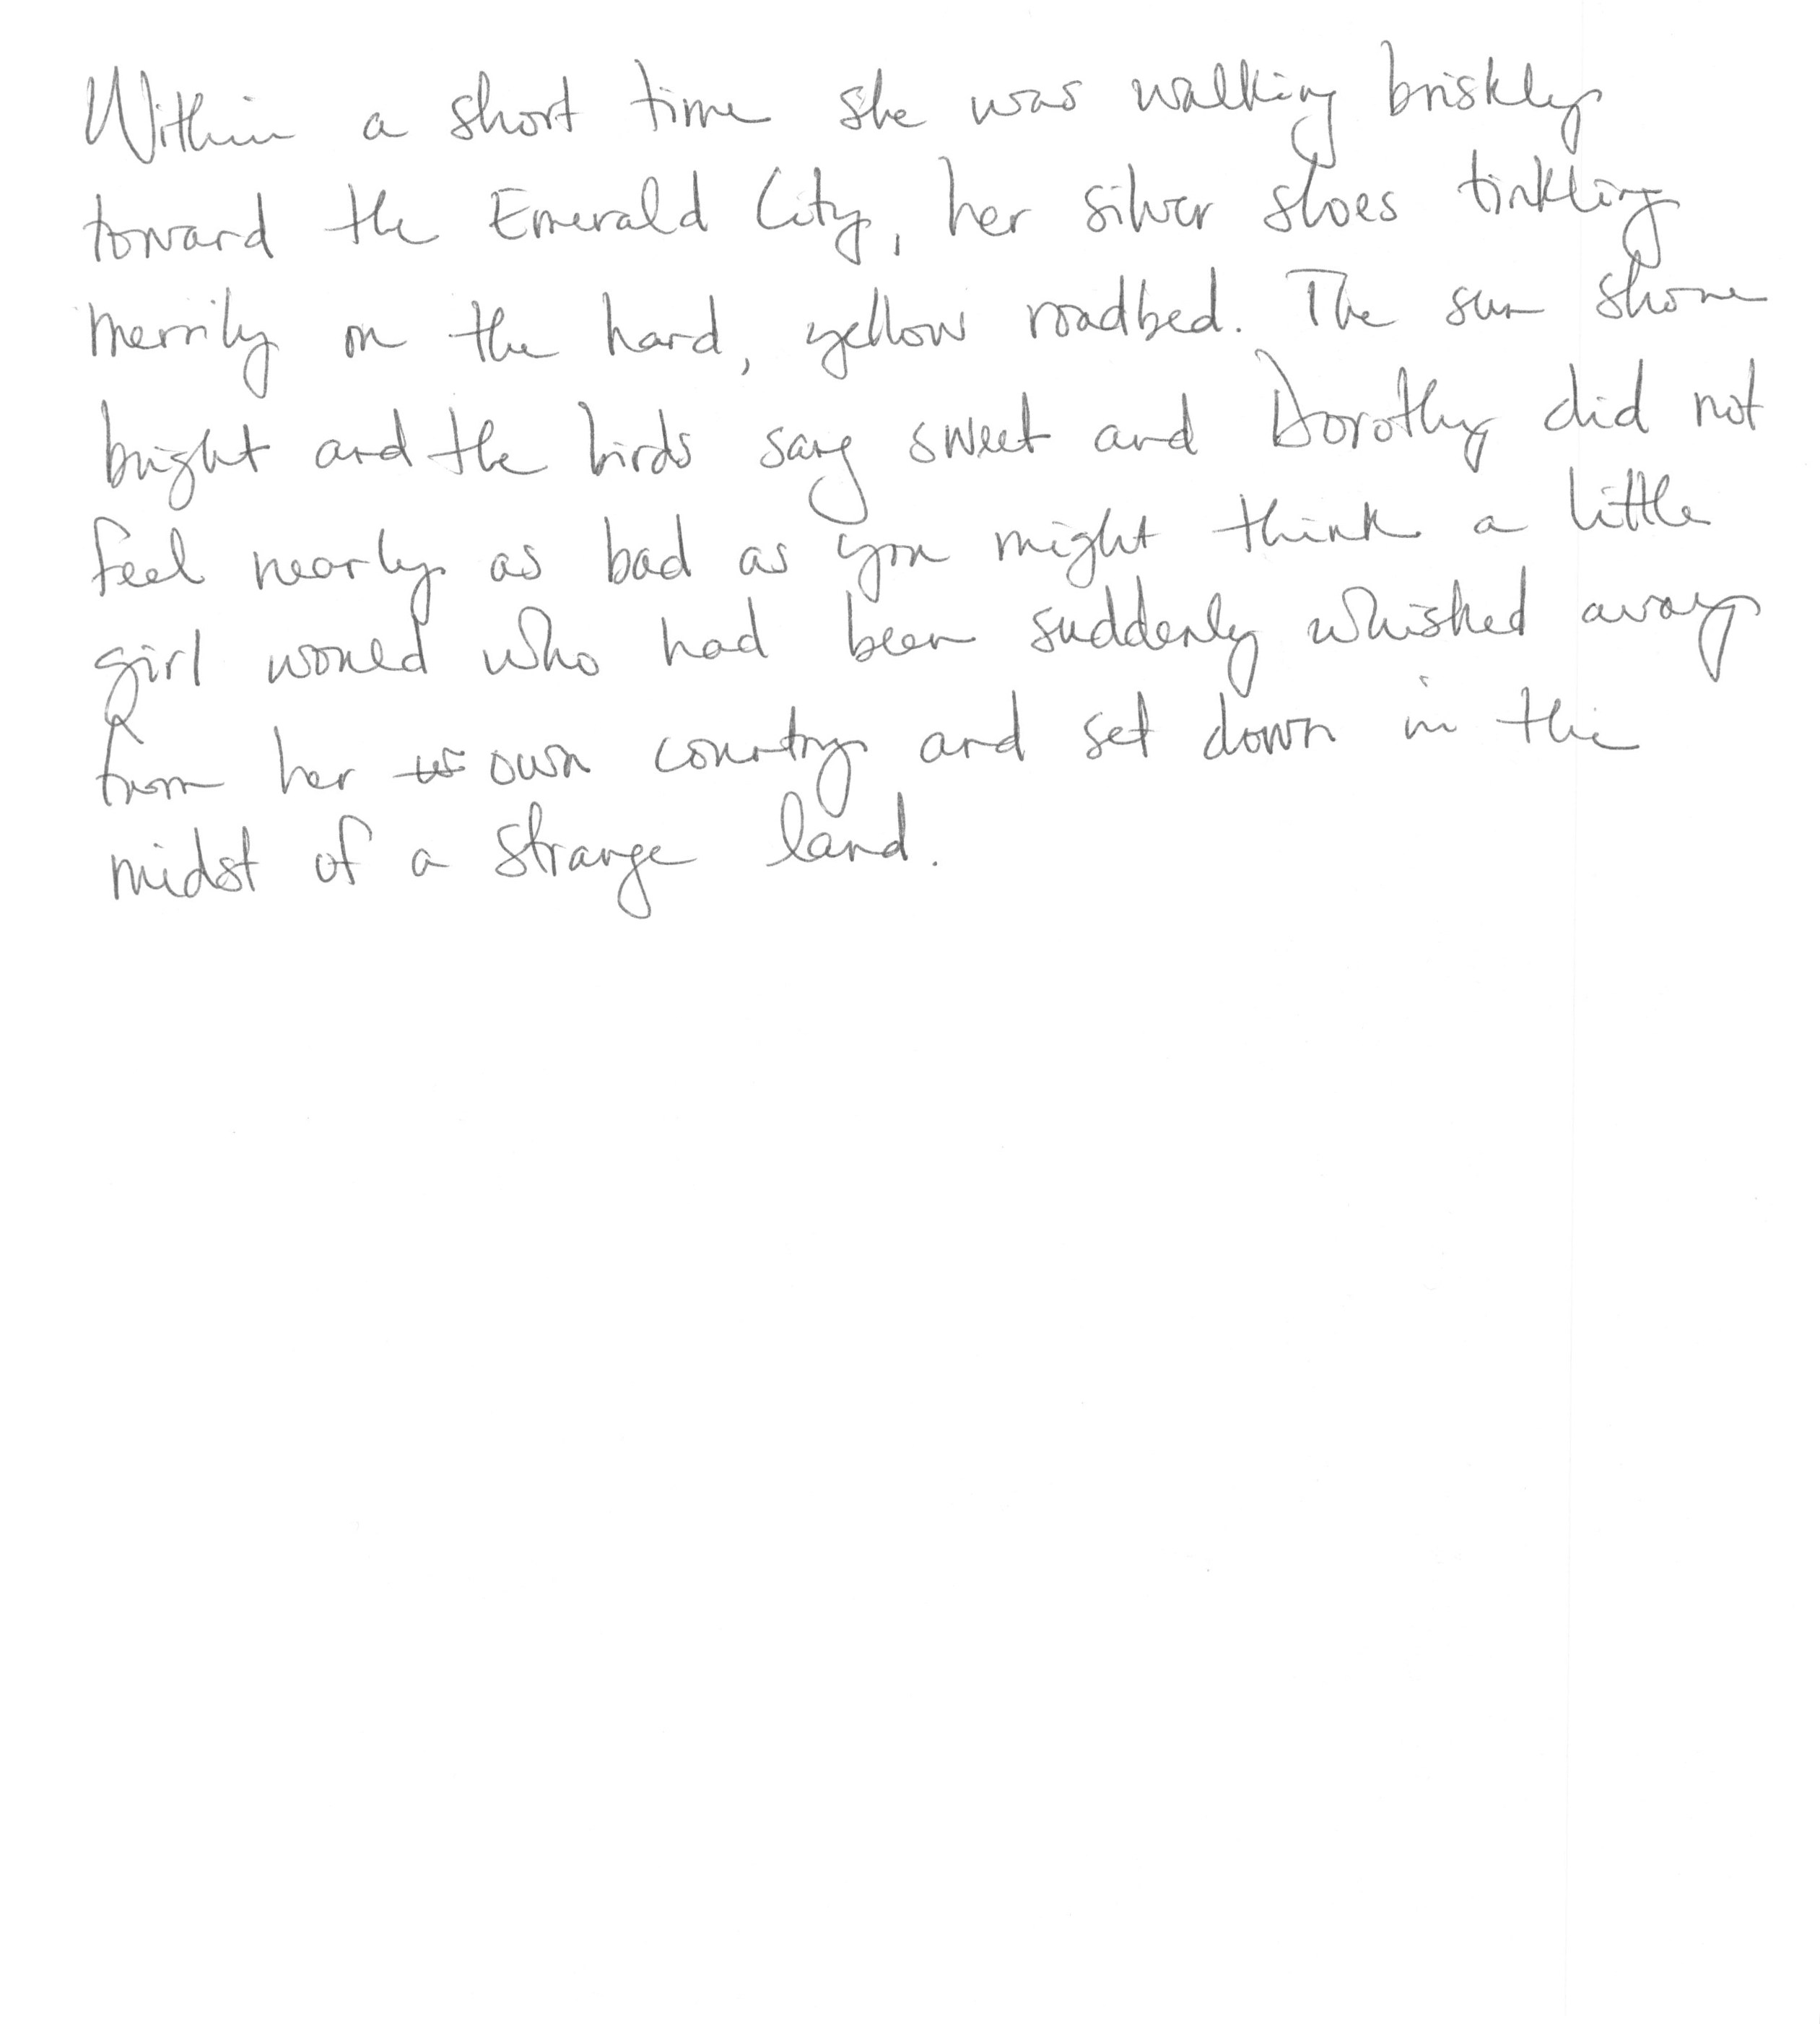 Within a short time she was walking briskly
toward the Emerald City, her silver shoes tinkling
merrily on the hard, yellow roadbed. The sun shone
bright and the birds sang sweet and Dorothy did not
feel nearly as bad as you might think a little
girl would who had been suddenly whisked away
from her own country and set down in the
midst of a strange land.